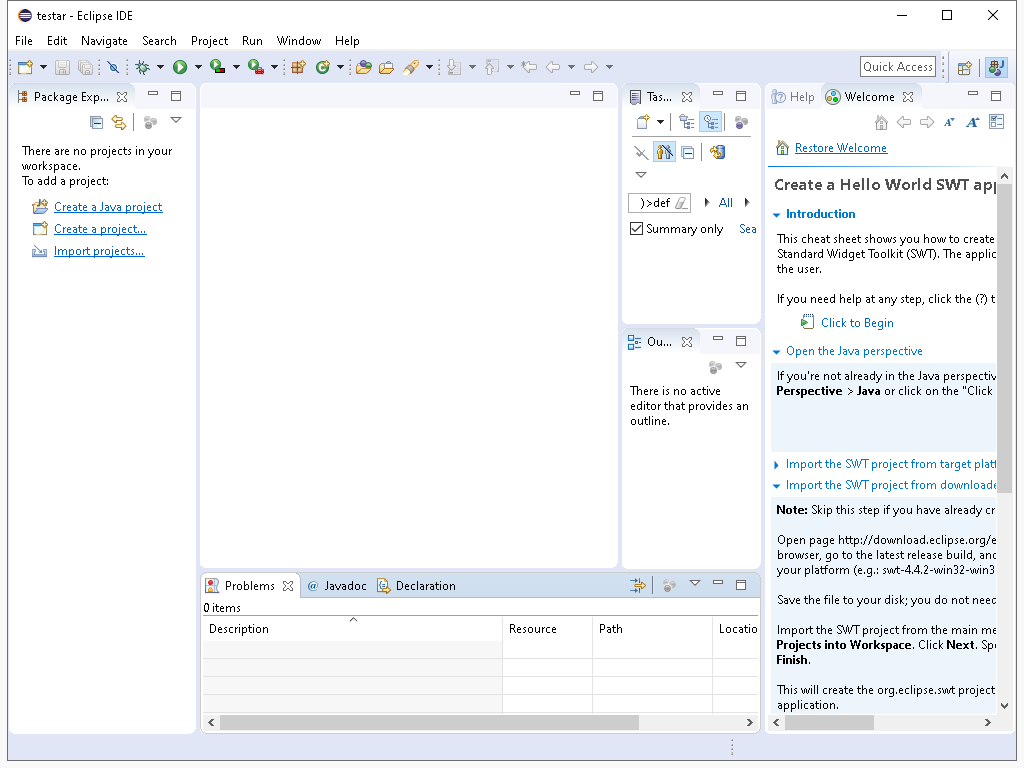 testar - Eclipse IDE
File Edit Navigate Search Project Run Window Help
Quick Access
Package Exp...
There are no projects in your
workspace.
To add a project:
Create a Java project
Create a project...
Import projects...
Tas...
)>def
All
Summary only
Sea
Ou...
There is no active
editor that provides an
outline.
Problems
@ Javadoc
Declaration
0 items
Description Resource Path Locatio
Help
Welcome
Restore Welcome
Create a Hello World SWT app
Introduction
This cheat sheet shows you how to create
Standard Widget Toolkit (SWT). The applic
the user.
If you need help at any step, click the (?) t
Click to Begin
Open the Java perspective
If you're not already in the Java perspectiv
Perspective > Java or click on the "Click
Import the SWT project from target platf
Import the SWT project from downloade
Note: Skip this step if you have already cr
Open page http://download.eclipse.org/e
browser, go to the latest release build, and
your platform (e.g.: swt-4.4.2-win32-win3
Save the file to your disk; you do not need
Import the SWT project from the main me
Projects into Workspace. Click Next. Spe
Finish.
This will create the org.eclipse.swt project
application.